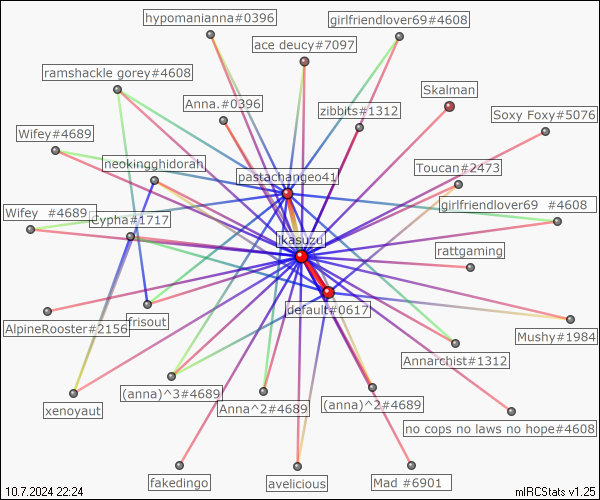 hypomanianna#0396
girlfriendlover69#4608
ace deucy#7097
ramshackle gorey#4608
Skalman
Anna.#0396
zibbits#1312
Soxy Foxy#5076
Wifey#4689
neokingghidorah
Toucan#2473
pastachangeo41
Wifey  #4689
girlfriendlover69  #4608
Cypha#1717
jkasuzu
rattgaming
default#0617
AlpineRooster#2156
frisout
Mushy#1984
Annarchist#1312
xenoyaut
(anna)^3#4689
Anna^2#4689
(anna)^2#4689
no cops no laws no hope#4608
fakedingo
avelicious
Mad #6901
10.7.2024 22:24
mIRCStats v1.25